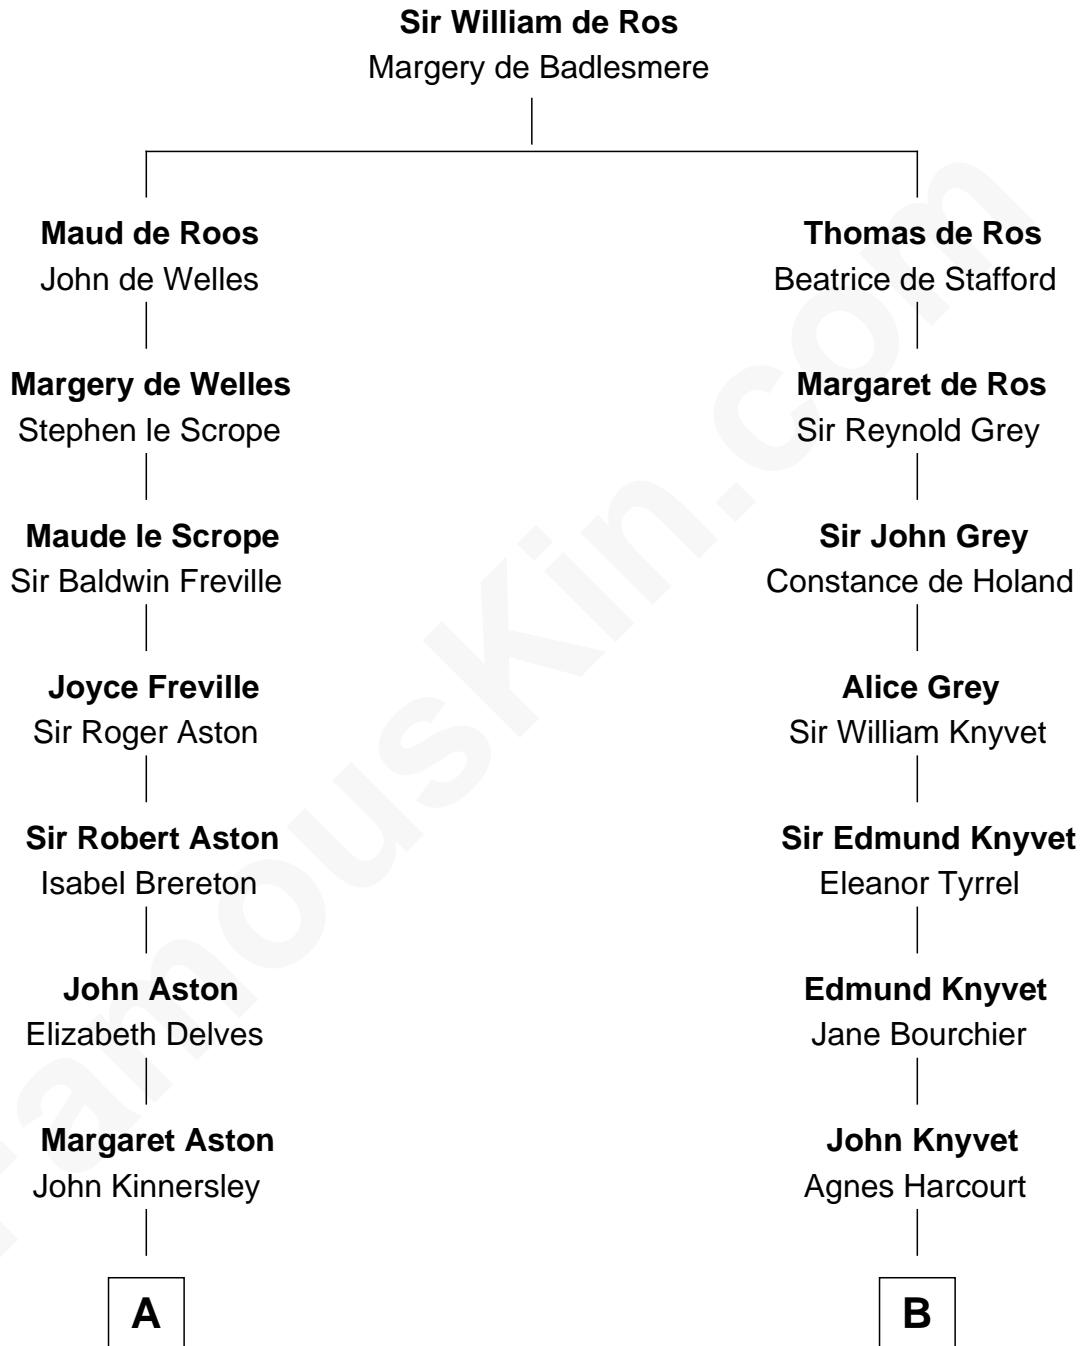 Sir William de Ros
Margery de Badlesmere
Maud de Roos
John de Welles
Thomas de Ros
Beatrice de Stafford
Margery de Welles
Stephen le Scrope
Margaret de Ros
Sir Reynold Grey
Maude le Scrope
Sir Baldwin Freville
Sir John Grey
Constance de Holand
Joyce Freville
Sir Roger Aston
Alice Grey
Sir William Knyvet
Sir Robert Aston
Isabel Brereton
Sir Edmund Knyvet
Eleanor Tyrrel
John Aston
Elizabeth Delves
Edmund Knyvet
Jane Bourchier
Margaret Aston
John Kinnersley
John Knyvet
Agnes Harcourt
A
B
FamousKin.com